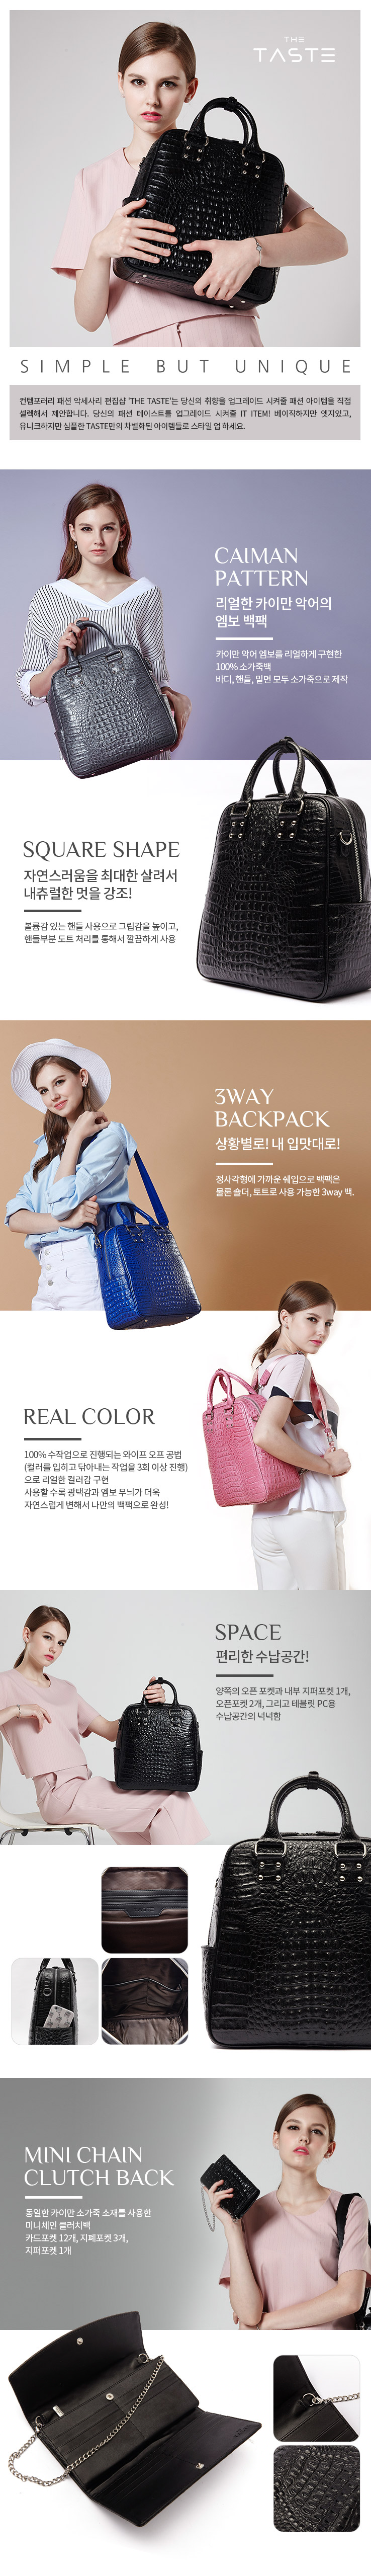 THE
TASTE
SIMPLE BUT UNIQUE
컨템포러리 패션 악세사리 편집샵 'THE TASTE'는 당신의 취향을 업그레이드 시켜줄 패션 아이템을 직접
셀렉해서 제안합니다. 당신의 패션 테이스트를 업그레이드 시켜줄 IT ITEM! 베이직하지만 엣지있고,
유니크하지만 심플한 TASTE만의 차별화된 아이템들로 스타일 업 하세요.
CAIMAN
PATTERN
리얼한 카이만 악어의
엠보 백팩
카이만 악어 엠보를 리얼하게 구현한
100% 소가죽백
바디, 핸들, 밑면 모두 소가죽으로 제작
SQUARE SHAPE
자연스러움을 최대한 살려서
내츄럴한 멋을 강조!
볼륨감 있는 핸들 사용으로 그립감을 높이고,
핸들부분 도트 처리를 통해서 깔끔하게 사용
3WAY
BACKPACK
상황별로! 내 입맛대로!
정사각형에 가까운 쉐입으로 백팩은
물론 숄더, 토트로 사용 가능한 3way 백.
REAL COLOR
100% 수작업으로 진행되는 와이프 오프 공법
(컬러를 입히고 닦아내는 작업을 3회 이상 진행)
으로 리얼한 컬러감 구현
사용할 수록 광택감과 엠보 무늬가 더욱
자연스럽게 변해서 나만의 백팩으로 완성!
SPACE
편리한 수납공간!
양쪽의 오픈 포켓과 내부 지퍼포켓 1개,
오픈포켓 2개, 그리고 테블릿 PC용
수납공간의 넉넉함
MINI CHAIN
CLUTCH BACK
동일한 카이만 소가죽 소재를 사용한
미니체인 클러치백
카드포켓 12개, 지폐포켓 3개,
지퍼포켓 1개